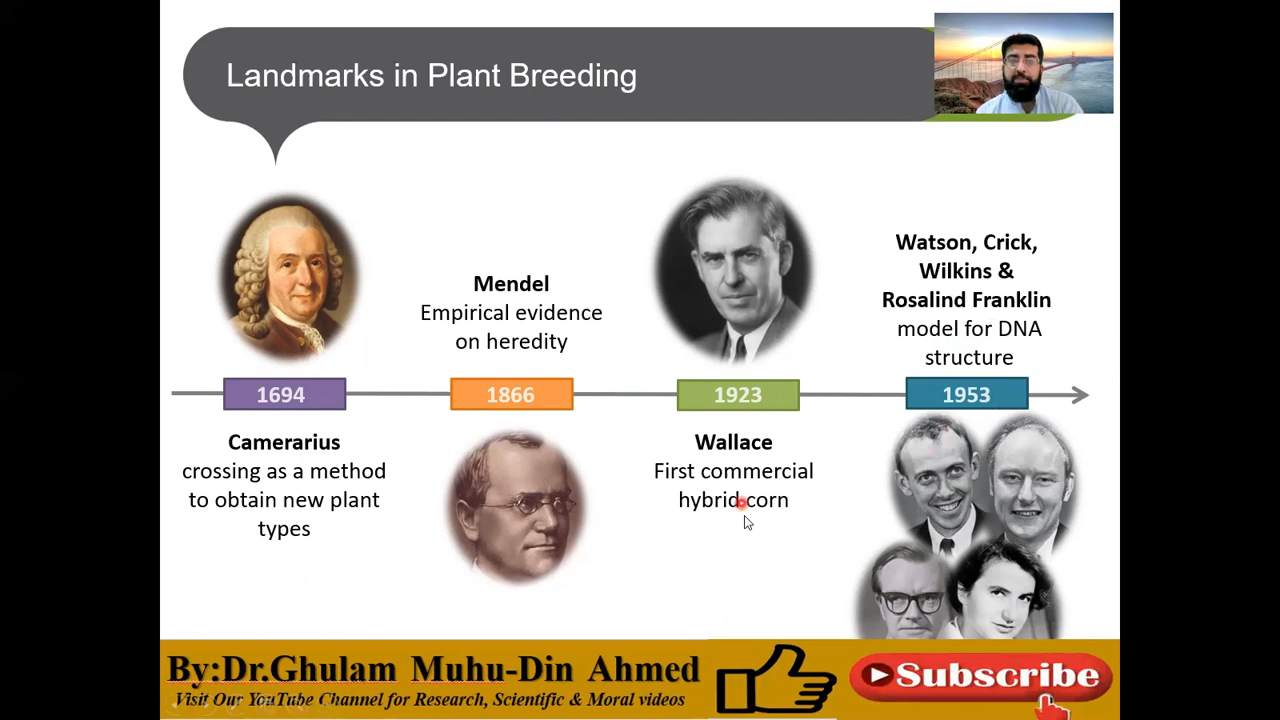 Landmarks in Plant Breeding
1694
Camerarius
crossing as a method
to obtain new plant
types
Mendel
Empirical evidence
on heredity
1866
1923
Wallace
First commercial
hybrid corn
Watson, Crick,
Wilkins &
Rosalind Franklin
model for DNA
structure
1953
By:Dr.Ghulam Muhu-Din Ahmed
Visit Our YouTube Channel for Research, Scientific & Moral videos
Subscribe